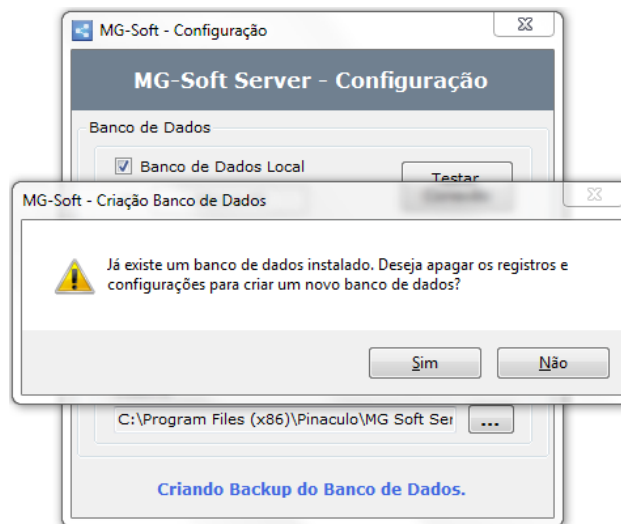 MG-Soft - Configuração
MG-Soft Server - Configuração
Banco de Dados
Banco de Dados Local
Testar
MG-Soft - Criação Banco de Dados
Já existe um banco de dados instalado. Deseja apagar os registros e
configurações para criar um novo banco de dados?
Sim
Não
C:\Program Files (x86)\Pinaculo\MG Soft Ser
...
Criando Backup do Banco de Dados.